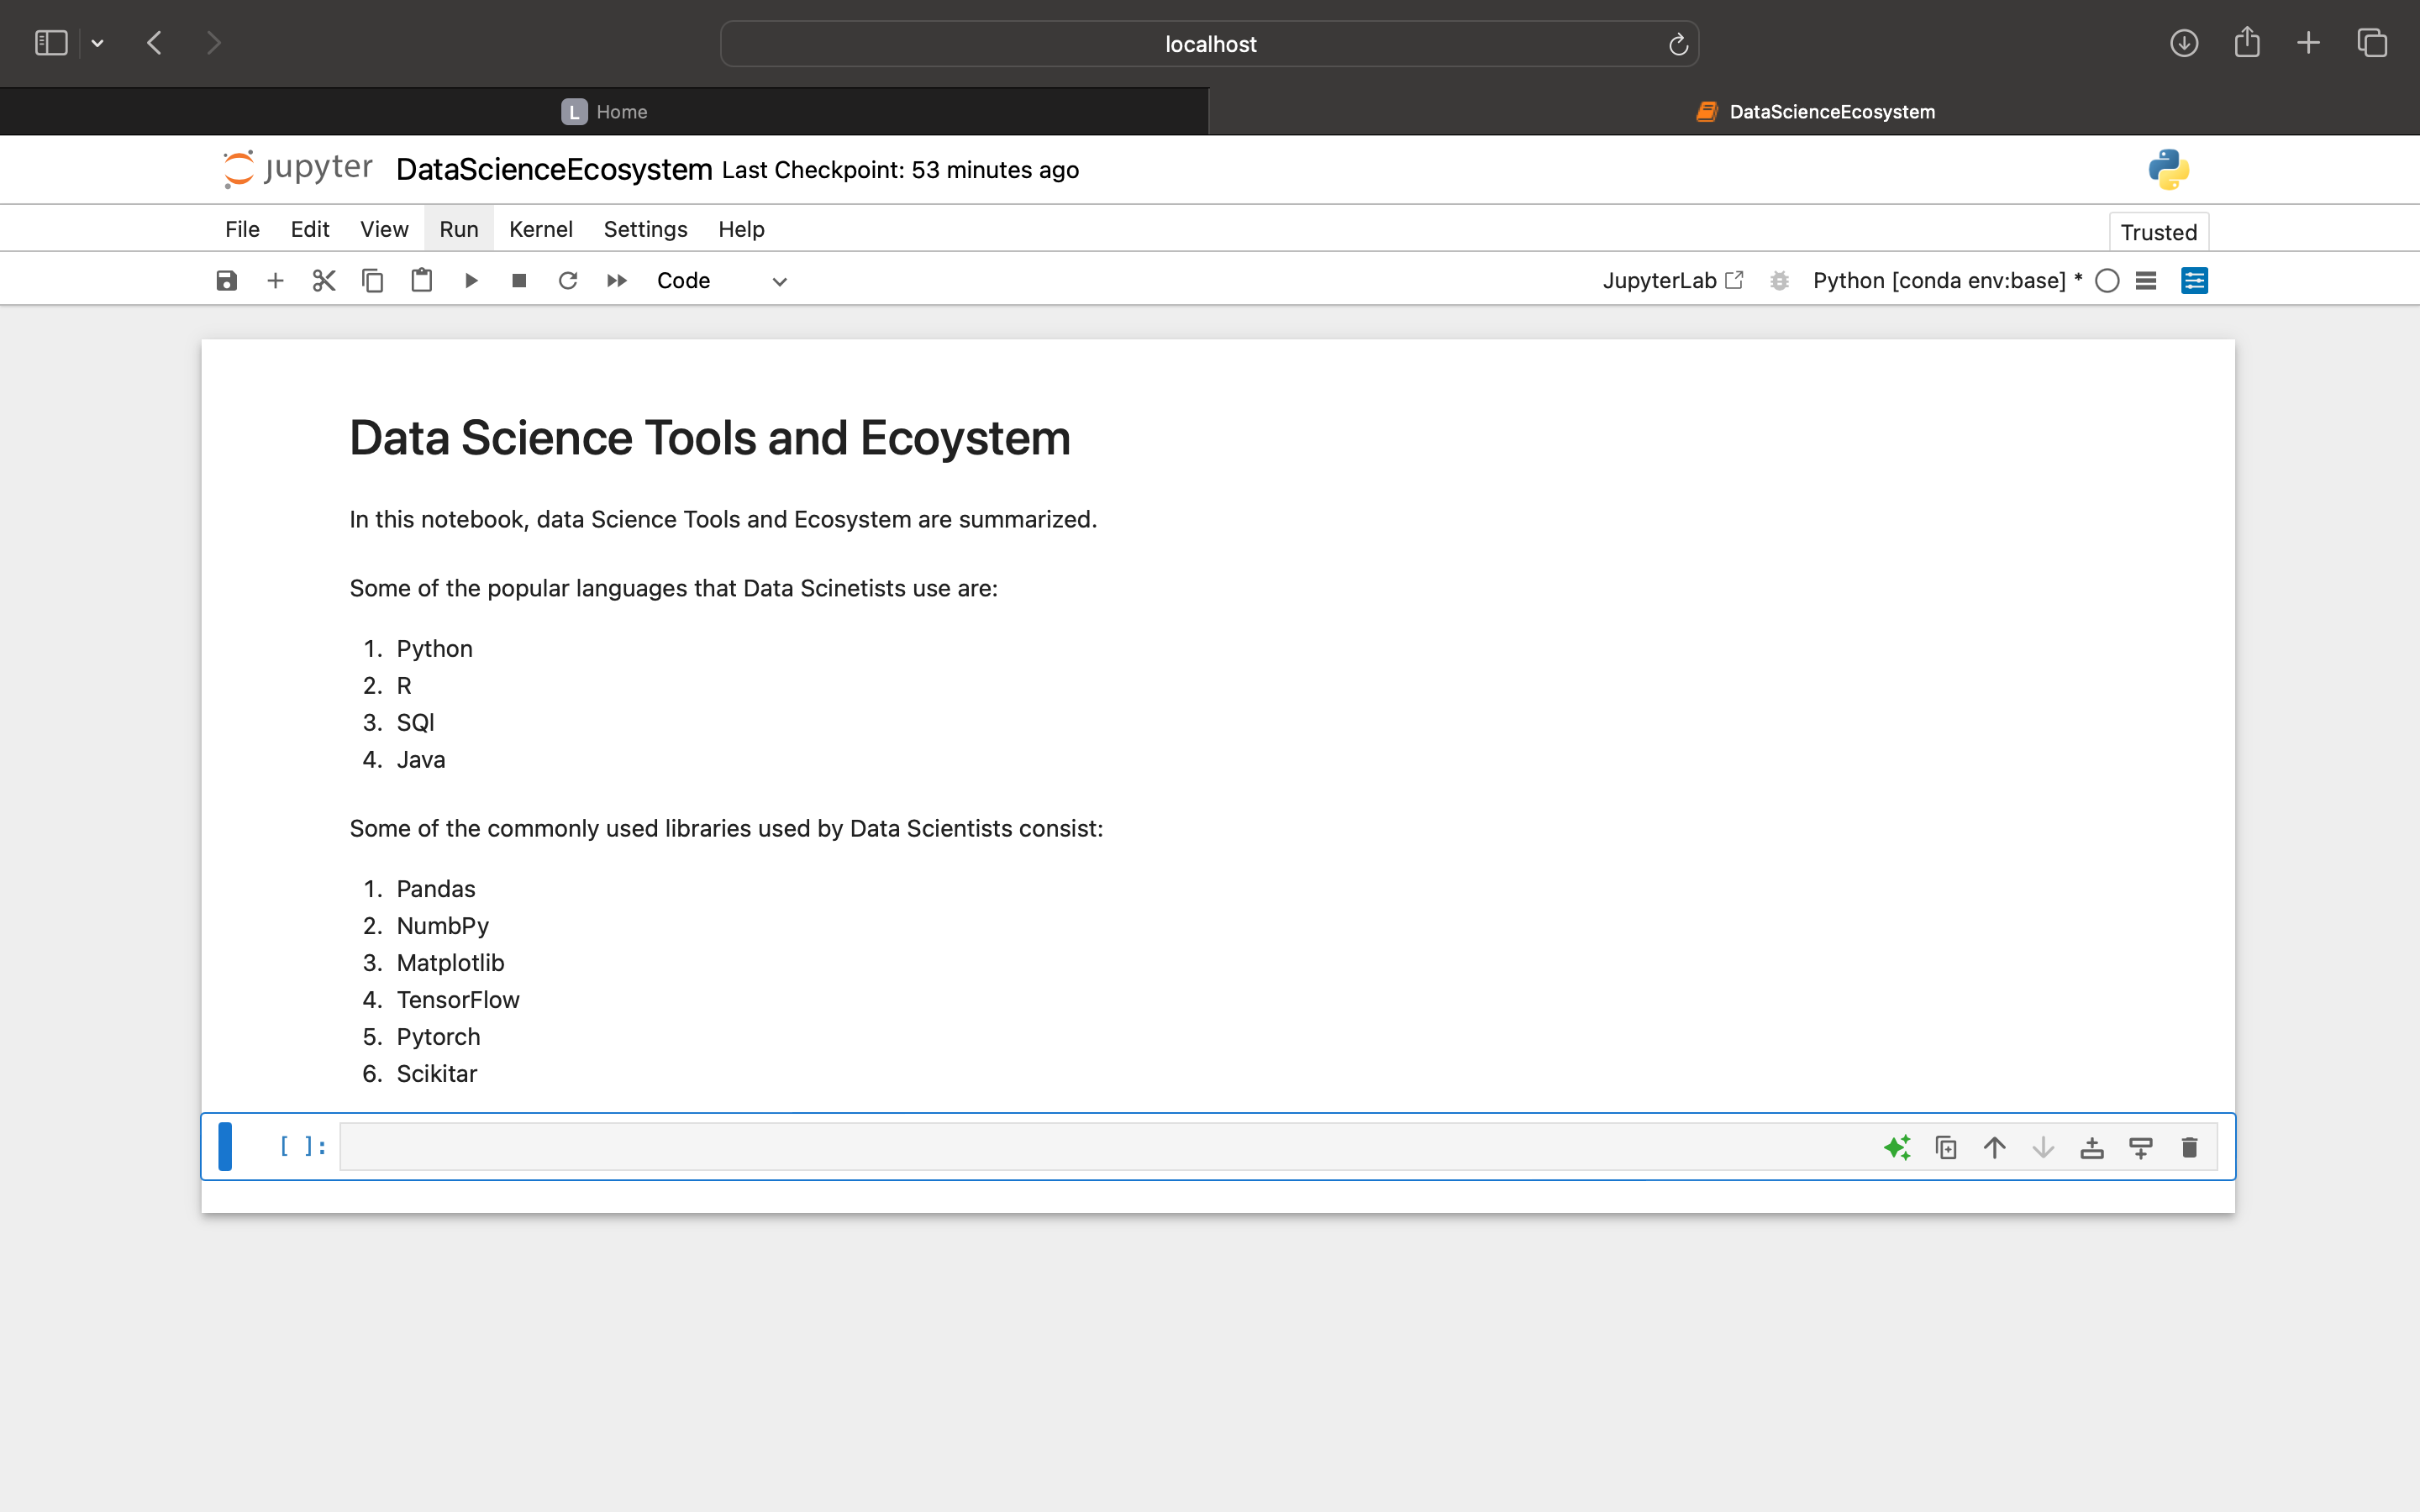 localhost
L Home
DataScienceEcosystem
jupyter DataScienceEcosystem Last Checkpoint: 53 minutes ago
File Edit View Run Kernel Settings Help
Trusted
Code
JupyterLab
Python [conda env:base] *
Data Science Tools and Ecoystem
In this notebook, data Science Tools and Ecosystem are summarized.
Some of the popular languages that Data Scinetists use are:
1. Python
2. R
3. SQl
4. Java
Some of the commonly used libraries used by Data Scientists consist:
1. Pandas
2. NumbPy
3. Matplotlib
4. TensorFlow
5. Pytorch
6. Scikitar
[ ]: